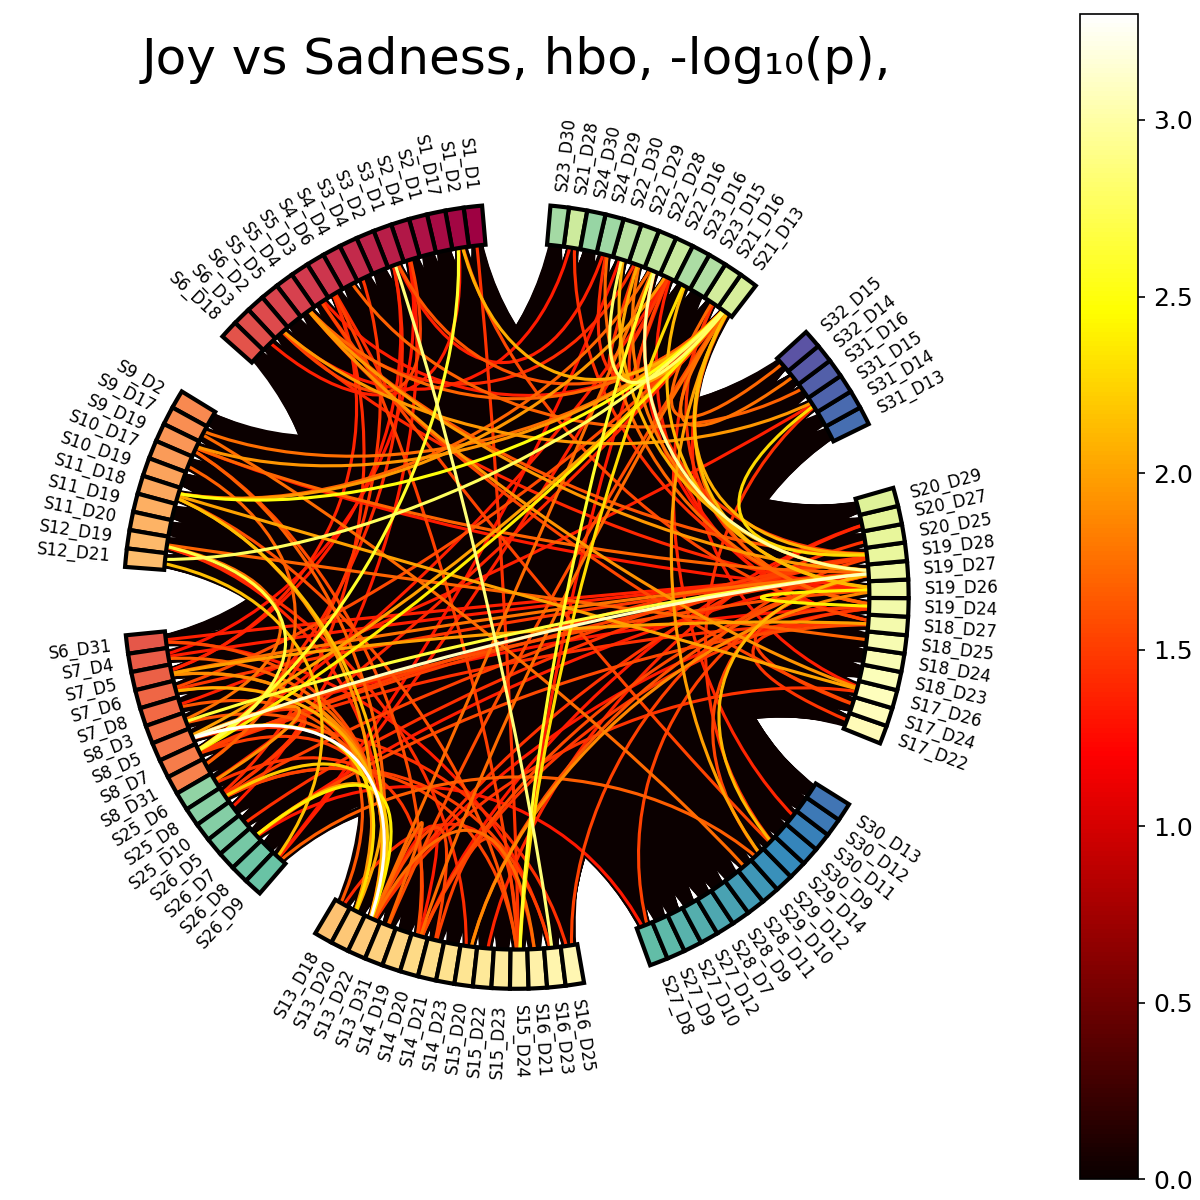 Joy vs Sadness, hbo, -log₁₀(p),
S1_D1
S1_D2
S1_D17
S2_D1
S2_D4
S3_D1
S3_D2
S3_D4
S4_D4
S4_D6
S5_D3
S5_D4
S5_D5
S6_D2
S6_D3
S6_D18
S9_D2
S9_D17
S9_D19
S10_D17
S10_D19
S11_D18
S11_D19
S11_D20
S12_D19
S12_D21
S6_D31
S7_D4
S7_D5
S7_D6
S7_D8
S8_D3
S8_D5
S8_D7
S8_D31
S25_D6
S25_D8
S25_D10
S26_D5
S26_D7
S26_D8
S26_D9
S13_D18
S13_D20
S13_D22
S13_D31
S14_D19
S14_D20
S14_D21
S14_D23
S15_D20
S15_D22
S15_D23
S15_D24
S16_D21
S16_D23
S16_D25
S27_D8
S27_D9
S27_D10
S27_D12
S28_D7
S28_D9
S28_D11
S29_D10
S29_D12
S29_D14
S30_D9
S30_D11
S30_D12
S30_D13
S17_D22
S17_D24
S17_D26
S18_D23
S18_D24
S18_D25
S18_D27
S19_D24
S19_D26
S19_D27
S19_D28
S20_D25
S20_D27
S20_D29
S31_D13
S31_D14
S31_D15
S31_D16
S32_D14
S32_D15
S21_D13
S21_D16
S23_D15
S23_D16
S22_D16
S22_D28
S22_D29
S22_D30
S24_D29
S24_D30
S21_D28
S23_D30
3.0
2.5
2.0
1.5
1.0
0.5
0.0